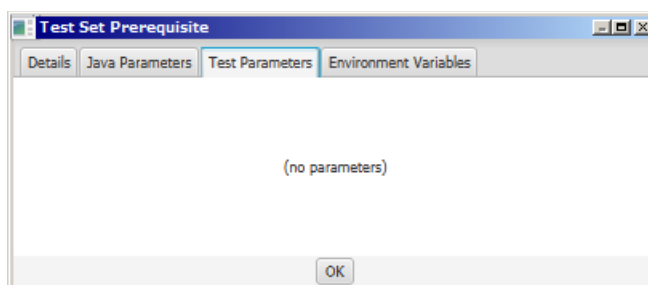 Test Set Prerequisite
Details Java Parameters Test Parameters Environment Variables
(no parameters)
OK